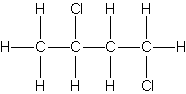 H Cl H H
H—C—C—C—C—H
H H H Cl